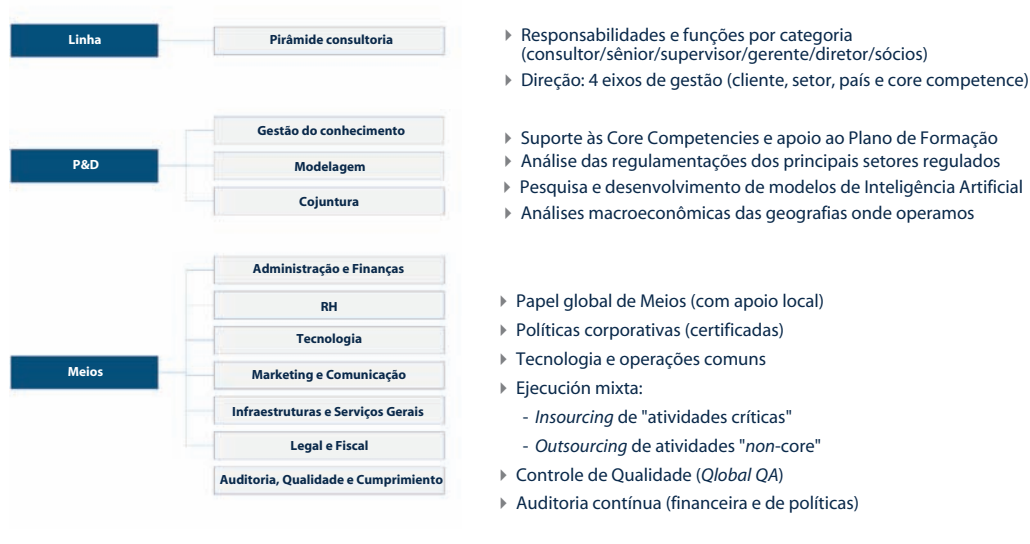 Linha
Pirâmide consultoria
Responsabilidades e funções por categoria
(consultor/sênior/supervisor/gerente/diretor/sócios)
Direção: 4 eixos de gestão (cliente, setor, país e core competence)
P&D
Gestão do conhecimento
Modelagem
Cojuntura
Suporte às Core Competencies e apoio ao Plano de Formação
Análise das regulamentações dos principais setores regulados
Pesquisa e desenvolvimento de modelos de Inteligência Artificial
Análises macroeconômicas das geografias onde operamos
Meios
Administração e Finanças
RH
Tecnologia
Marketing e Comunicação
Infraestruturas e Serviços Gerais
Legal e Fiscal
Auditoria, Qualidade e Cumprimiento
Papel global de Meios (com apoio local)
Políticas corporativas (certificadas)
Tecnologia e operações comuns
Ejecución mixta:
- Insourcing de "atividades críticas"
- Outsourcing de atividades "non-core"
Controle de Qualidade (Qlobal QA)
Auditoria contínua (financeira e de políticas)